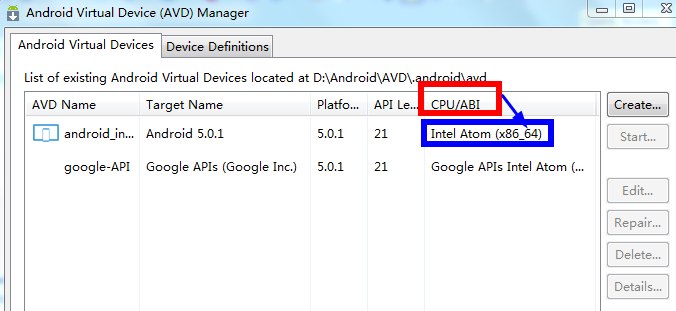 Android Virtual Device (AVD) Manager
Android Virtual Devices Device Definitions
List of existing Android Virtual Devices located at D:\Android\AVD\.android\avd
AVD Name Target Name Platfo... API Le... CPU/ABI Create...
android_in... Android 5.0.1 5.0.1 21 Intel Atom (x86_64) Start...
google-API Google APIs (Google Inc.) 5.0.1 21 Google APIs Intel Atom (...
Edit...
Repair...
Delete...
Details...